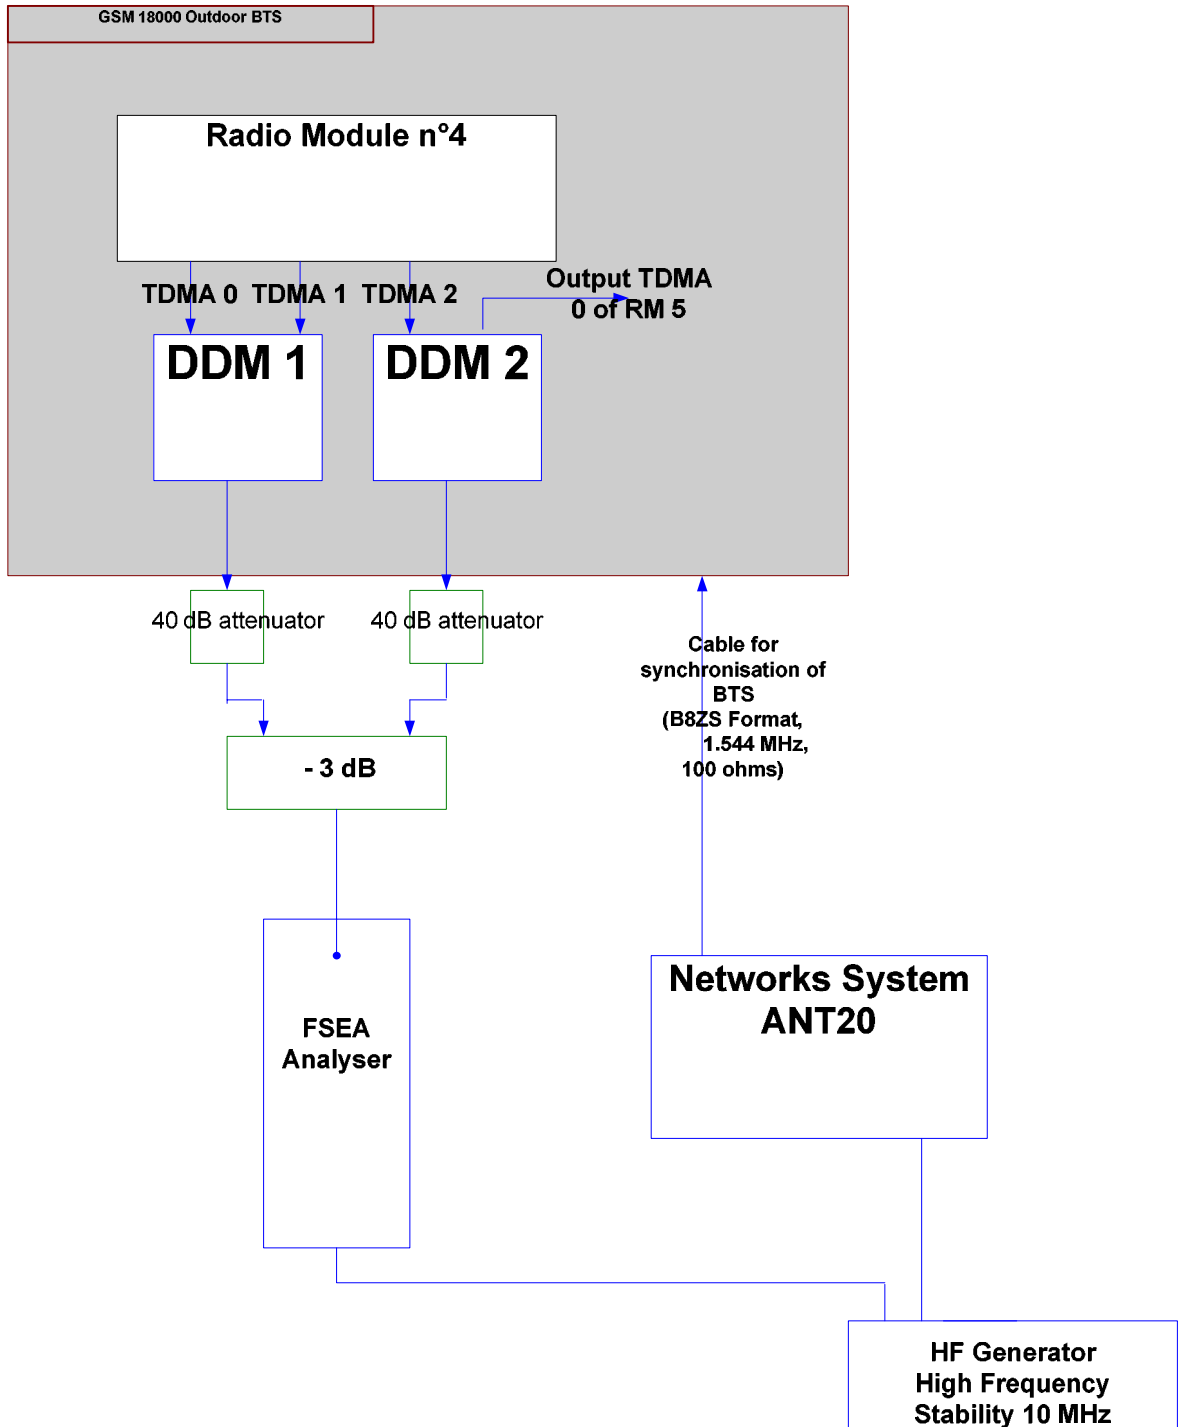 GSM 18000 Outdoor BTS
Radio Module n°4
TDMA 0 TDMA 1 TDMA 2
Output TDMA
0 of RM 5
DDM 1
DDM 2
40 dB attenuator
40 dB attenuator
Cable for
synchronisation of
BTS
(B8ZS Format,
1.544 MHz,
100 ohms)
- 3 dB
FSEA
Analyser
Networks System
ANT20
HF Generator
High Frequency
Stability 10 MHz